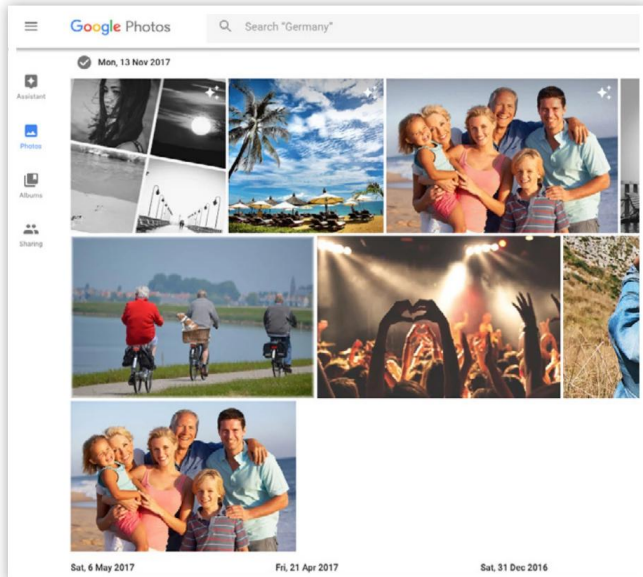 Google Photos
Search "Germany"
Mon, 13 Nov 2017
Assistant
Photos
Albums
Sharing
Sat, 6 May 2017
Fri, 21 Apr 2017
Sat, 31 Dec 2016